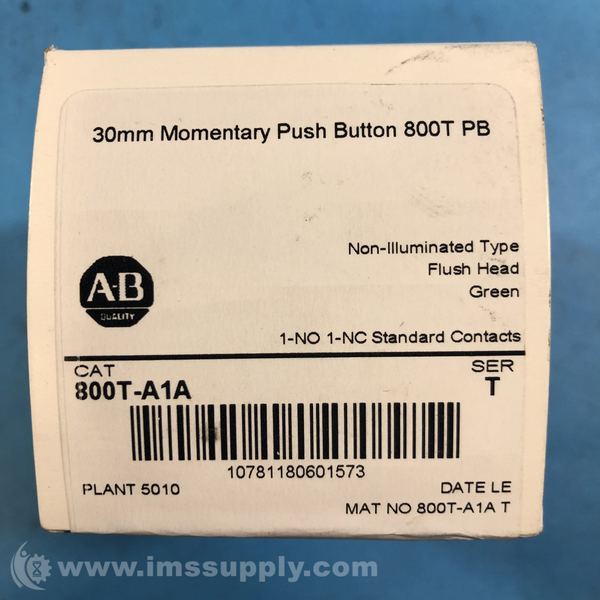 30mm Momentary Push Button 800T PB
Non-Illuminated Type
Flush Head
Green
A-B
QUALITY
1-NO 1-NC Standard Contacts
CAT
SER
800T-A1A
T
10781180601573
PLANT 5010
DATE LE
MAT NO 800T-A1A T
www.imssupply.com